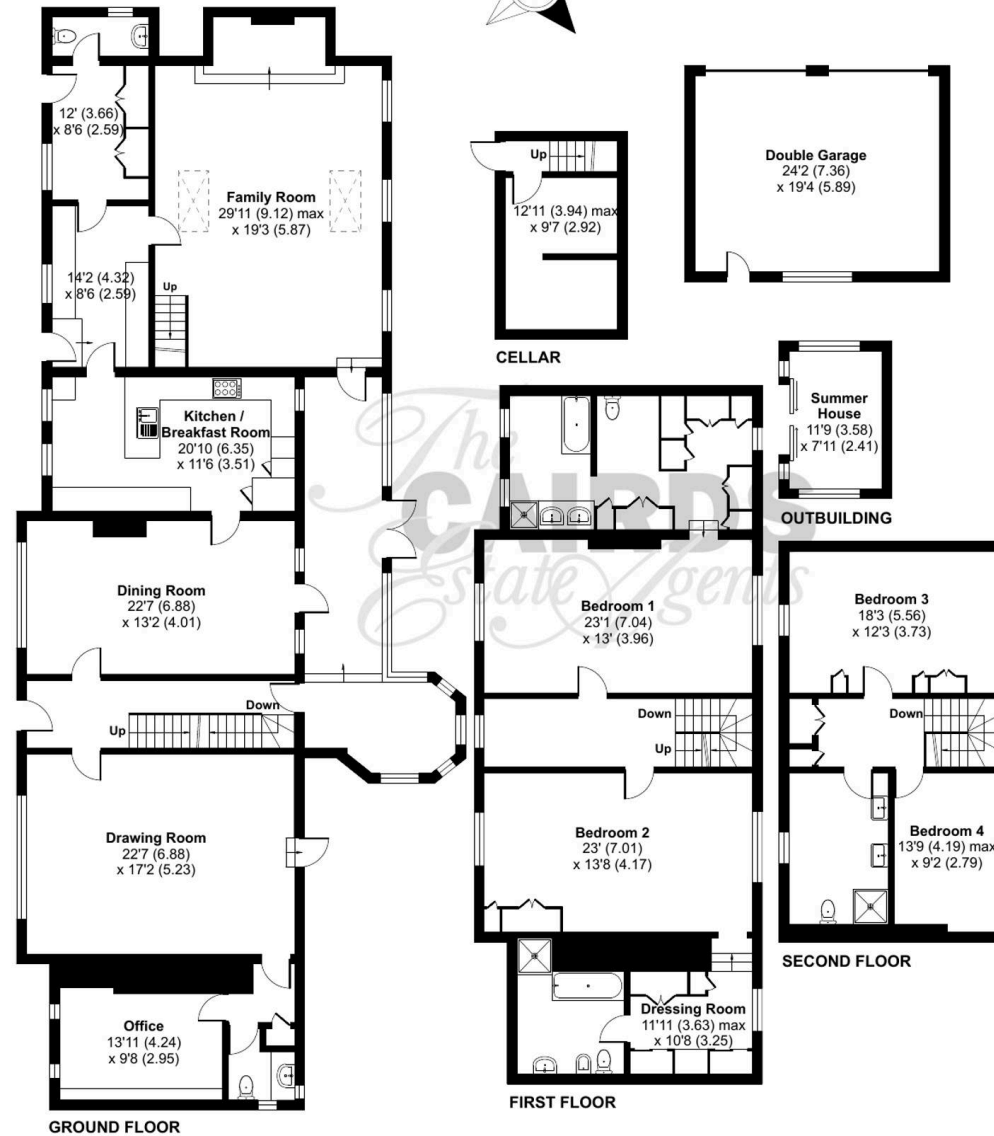 12' (3.66)
x 8'6 (2.59)
Family Room
29'11 (9.12) max
x 19'3 (5.87)
14'2 (4.32)
x 8'6 (2.59)
Up
Kitchen /
Breakfast Room
20'10 (6.35)
x 11'6 (3.51)
Dining Room
22'7 (6.88)
x 13'2 (4.01)
Down
Up
Drawing Room
22'7 (6.88)
x 17'2 (5.23)
Office
13'11 (4.24)
x 9'8 (2.95)
GROUND FLOOR
Up
12'11 (3.94) max
x 9'7 (2.92)
CELLAR
Double Garage
24'2 (7.36)
x 19'4 (5.89)
Summer
House
11'9 (3.58)
x 7'11 (2.41)
OUTBUILDING
The
CAIRDS
Estate Agents
Bedroom 1
23'1 (7.04)
x 13' (3.96)
Down
Up
Bedroom 2
23' (7.01)
x 13'8 (4.17)
Dressing Room
11'11 (3.63) max
x 10'8 (3.25)
FIRST FLOOR
Bedroom 3
18'3 (5.56)
x 12'3 (3.73)
Down
Bedroom 4
13'9 (4.19) max
x 9'2 (2.79)
SECOND FLOOR